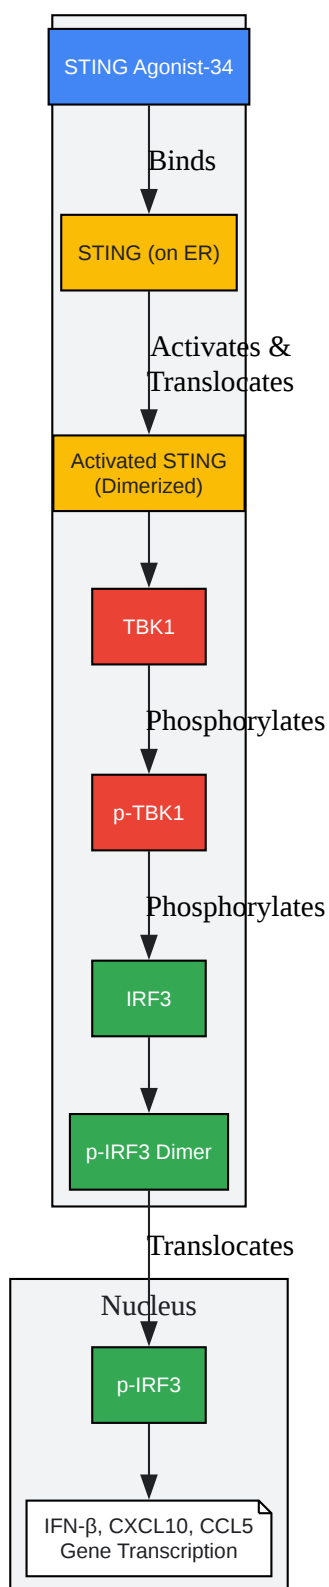 STING Agonist-34
Binds
STING (on ER)
Activates &
Translocates
Activated STING
(Dimerized)
TBK1
Phosphorylates
p-TBK1
Phosphorylates
IRF3
p-IRF3 Dimer
Translocates
Nucleus
p-IRF3
IFN-β, CXCL10, CCL5
Gene Transcription